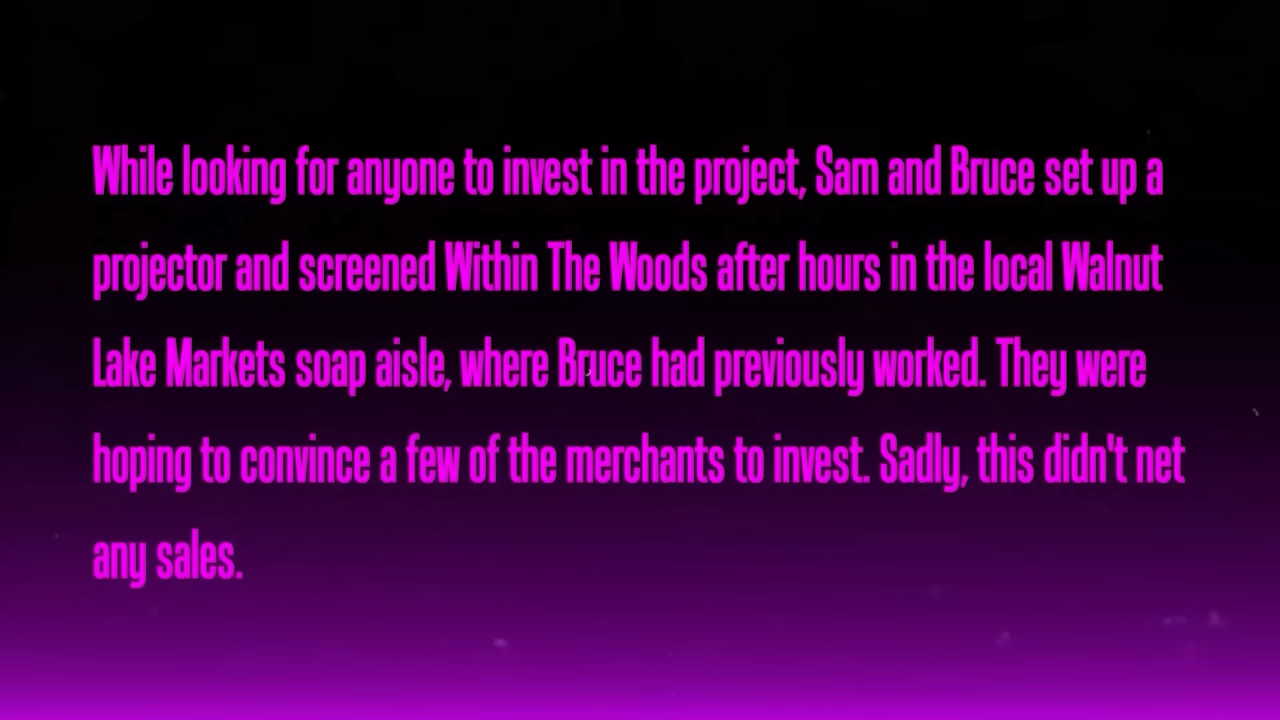 While looking for anyone to invest in the project, Sam and Bruce set up a
projector and screened Within The Woods after hours in the local Walnut
Lake Markets soap aisle, where Bruce had previously worked. They were
hoping to convince a few of the merchants to invest. Sadly, this didn't net
any sales.